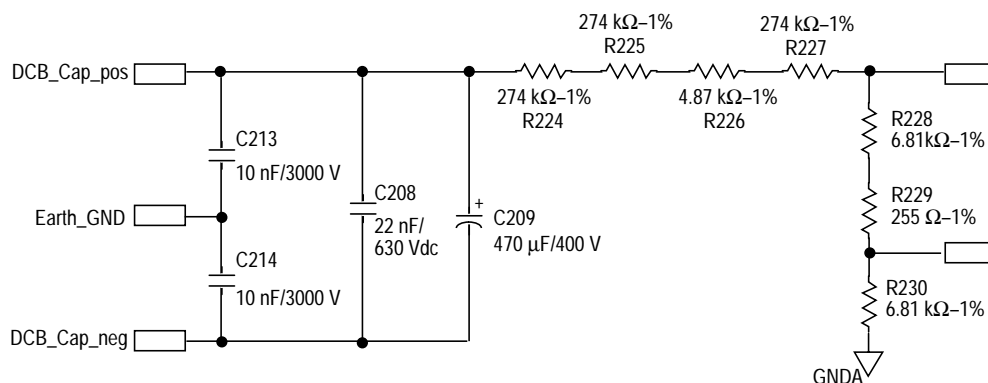 274 kΩ–1%
R225
274 kΩ–1%
R227
DCB_Cap_pos
274 kΩ–1%
R224
4.87 kΩ–1%
R226
R228
6.81kΩ–1%
C213
10 nF/3000 V
C208
22 nF/
630 Vdc
+
C209
470 µF/400 V
R229
255 Ω–1%
Earth_GND
C214
10 nF/3000 V
R230
6.81 kΩ–1%
DCB_Cap_neg
GNDA